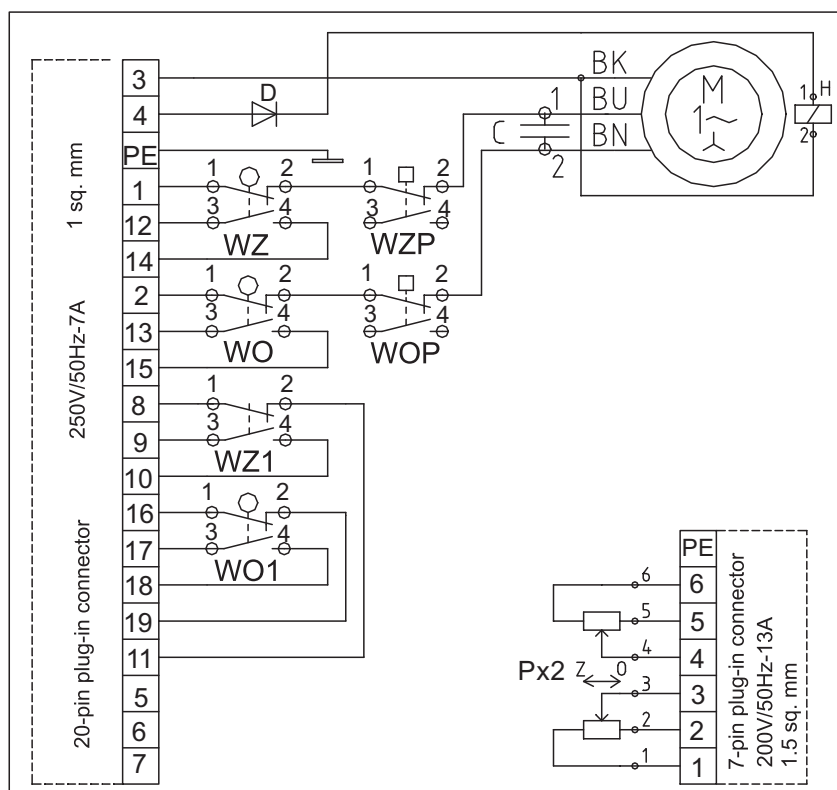 3
4
PE
1
12
14
2
13
15
8
9
10
16
17
18
19
11
5
6
7
1 sq. mm
250V/50Hz-7A
20-pin plug-in connector
D
BK
BU
BN
M
1~
1 H
2
C
1
2
1 2
3 4
WZ
1 2
3 4
WZP
1 2
3 4
WO
1 2
3 4
WOP
1 2
3 4
WZ1
1 2
3 4
WO1
Px2
Z O
6
5
4
3
2
1
PE
6
5
4
3
2
1
7-pin plug-in connector
200V/50Hz-13A
1.5 sq. mm